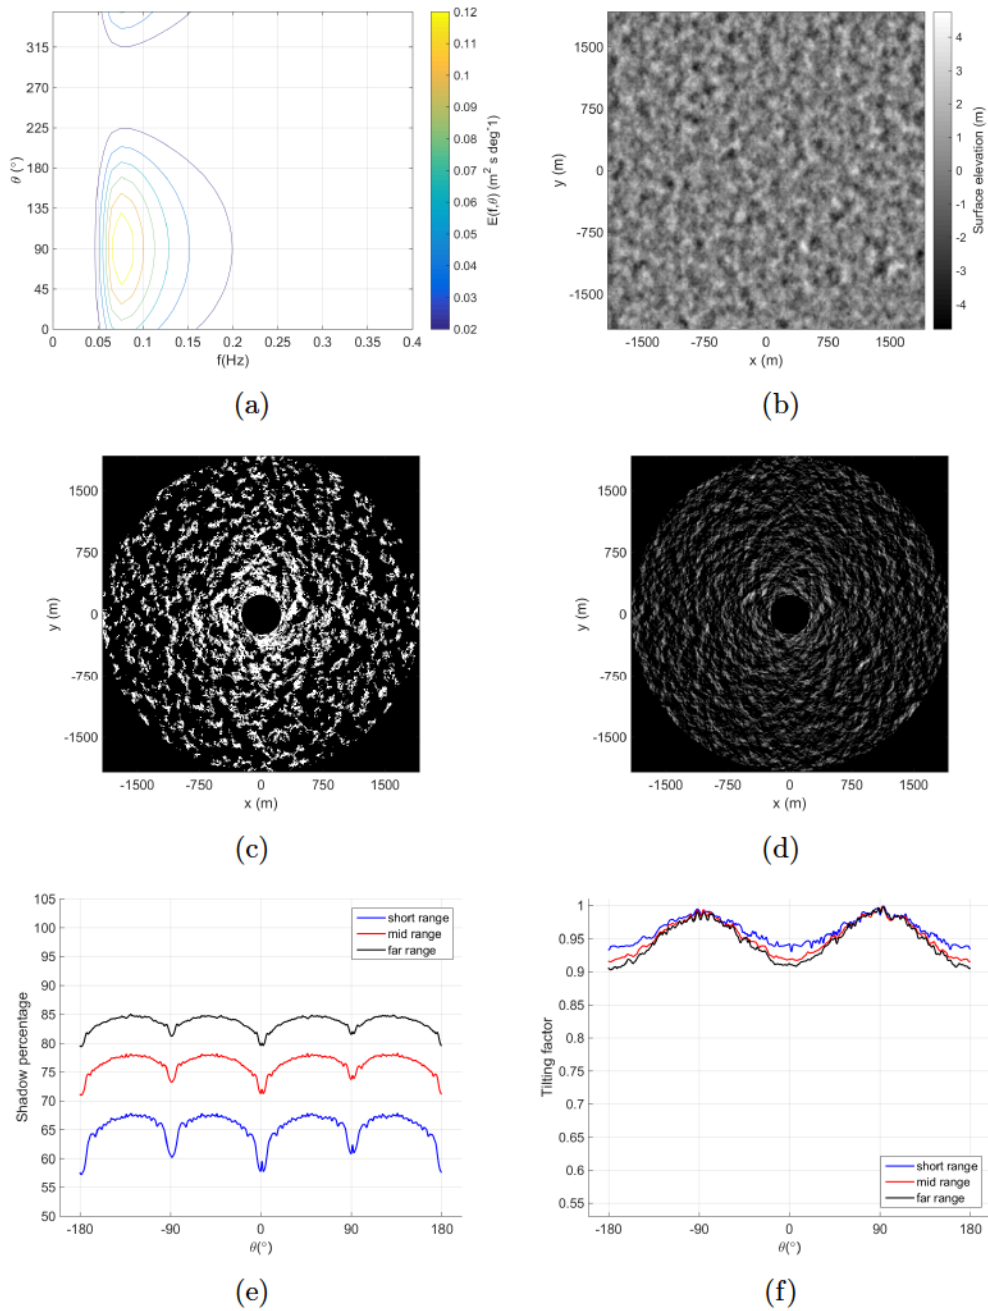 315
270
225
180
135
90
45
0
θ (°)
0 0.05 0.1 0.15 0.2 0.25 0.3 0.35 0.4
f(Hz)
0.12
0.11
0.1
0.09
0.08
0.07
0.06
0.05
0.04
0.03
0.02
E(f,θ) (m² s deg⁻1)
(a)
1500
750
0
-750
-1500
y (m)
-1500 -750 0 750 1500
x (m)
4
3
2
1
0
-1
-2
-3
-4
Surface elevation (m)
(b)
1500
750
0
-750
-1500
y (m)
-1500 -750 0 750 1500
x (m)
(c)
1500
750
0
-750
-1500
y (m)
-1500 -750 0 750 1500
x (m)
(d)
105
100
95
90
85
80
75
70
65
60
55
50
Shadow percentage
short range
mid range
far range
-180 -90 0 90 180
θ(°)
(e)
1
0.95
0.9
0.85
0.8
0.75
0.7
0.65
0.6
0.55
Tilting factor
short range
mid range
far range
-180 -90 0 90 180
θ(°)
(f)